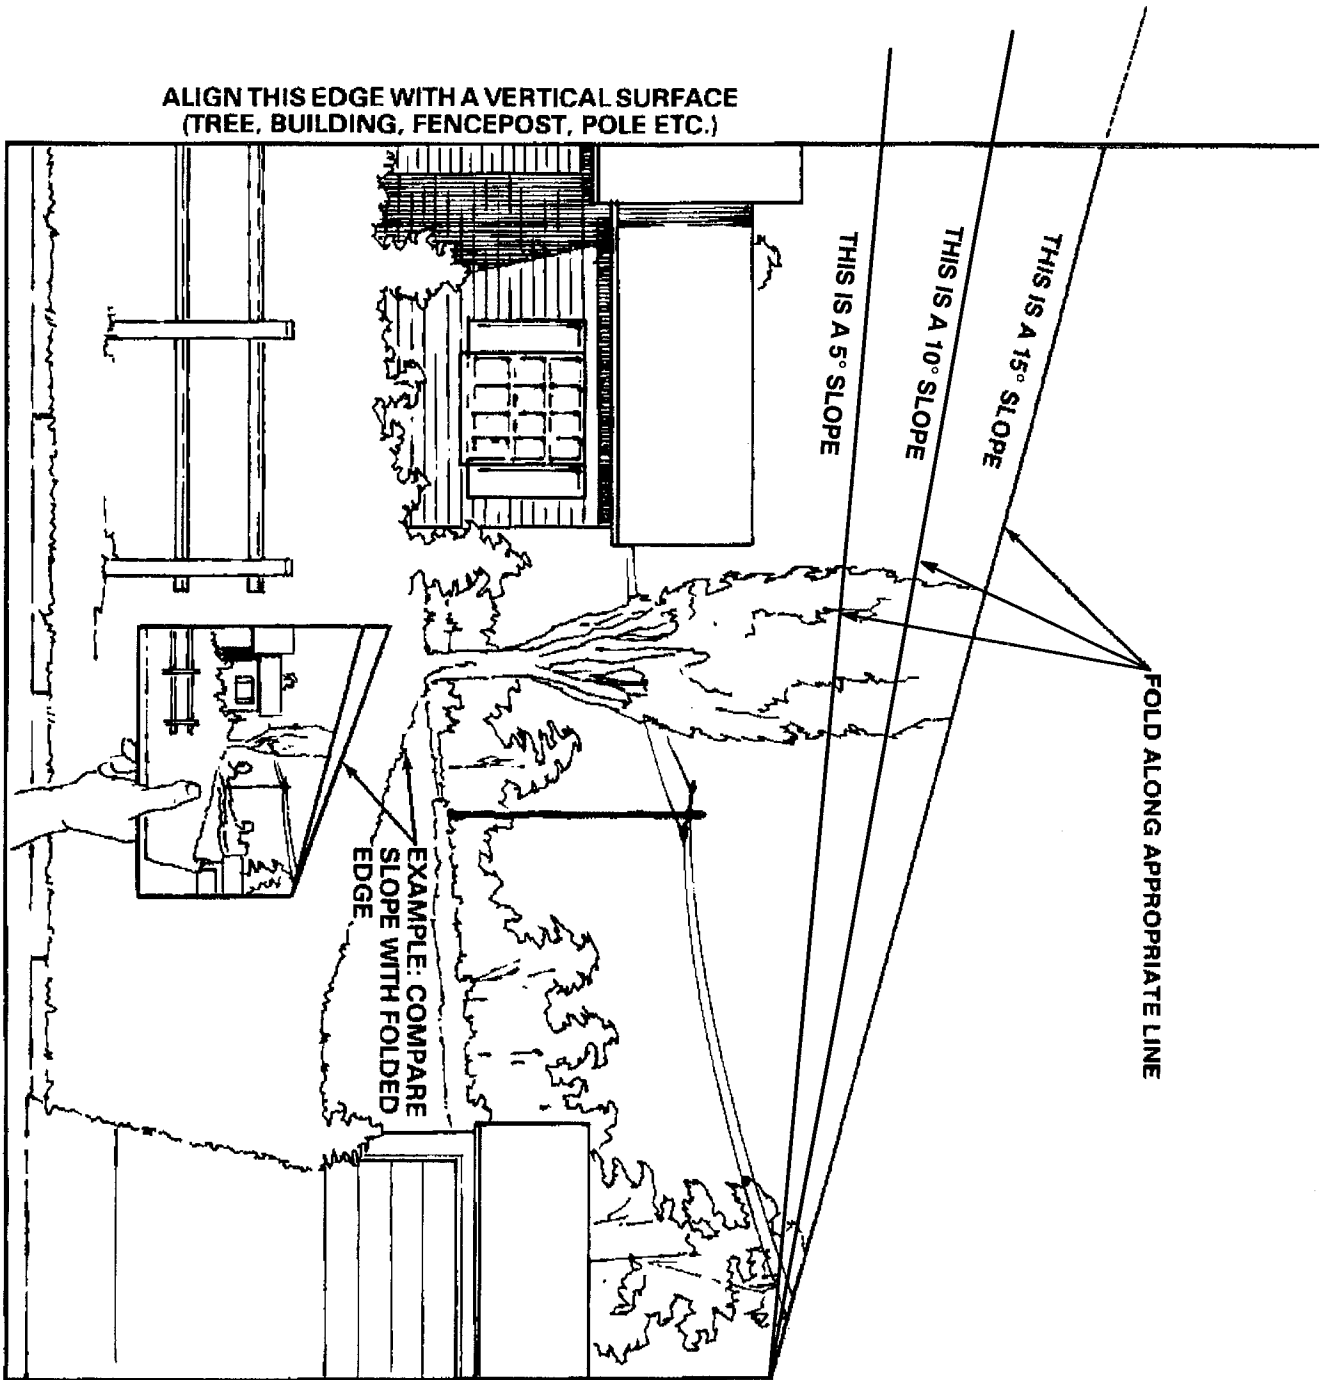 ALIGN THIS EDGE WITH A VERTICAL SURFACE
(TREE, BUILDING, FENCEPOST, POLE ETC.)
THIS IS A 15° SLOPE
THIS IS A 10° SLOPE
THIS IS A 5° SLOPE
FOLD ALONG APPROPRIATE LINE
EXAMPLE: COMPARE
SLOPE WITH FOLDED
EDGE